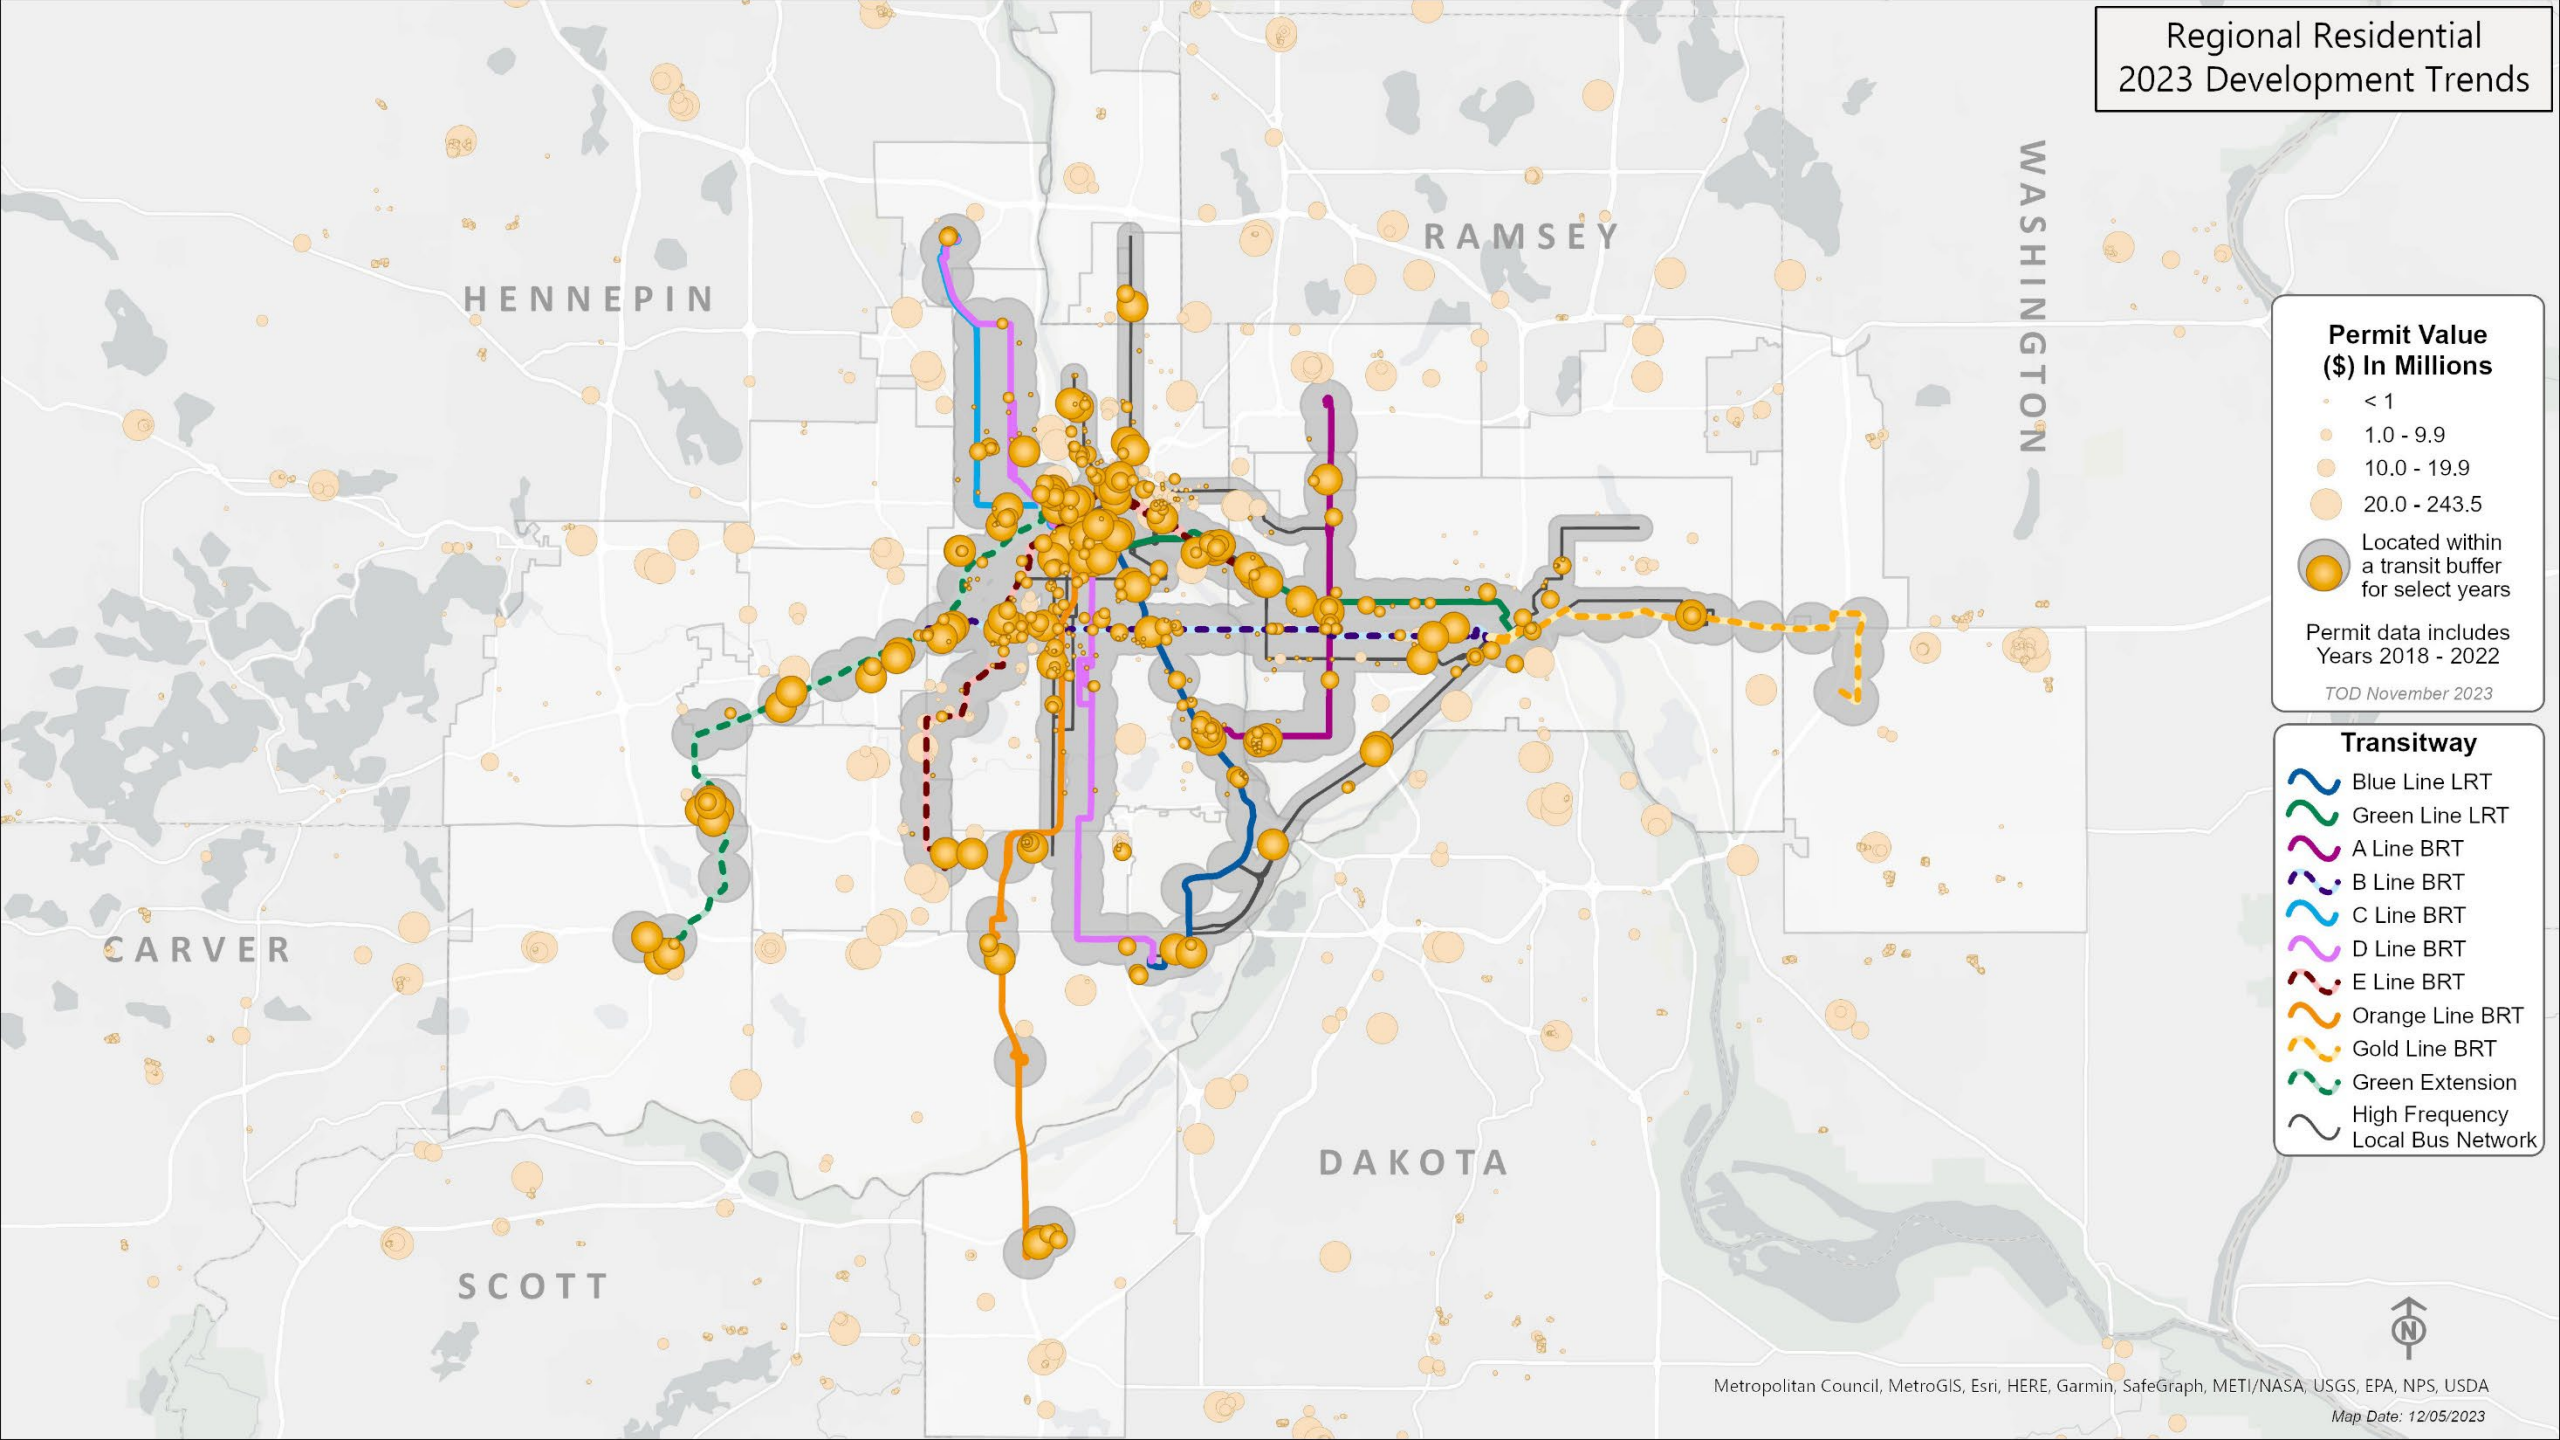 Regional Residential
2023 Development Trends
WASHINGTON
RAMSEY
HENNEPIN
CARVER
DAKOTA
SCOTT
Permit Value
($) In Millions
< 1
1.0 - 9.9
10.0 - 19.9
20.0 - 243.5
Located within
a transit buffer
for select years
Permit data includes
Years 2018 - 2022
TOD November 2023
Transitway
Blue Line LRT
Green Line LRT
A Line BRT
B Line BRT
C Line BRT
D Line BRT
E Line BRT
Orange Line BRT
Gold Line BRT
Green Extension
High Frequency
Local Bus Network
N
Metropolitan Council, MetroGIS, Esri, HERE, Garmin, SafeGraph, METI/NASA, USGS, EPA, NPS, USDA
Map Date: 12/05/2023